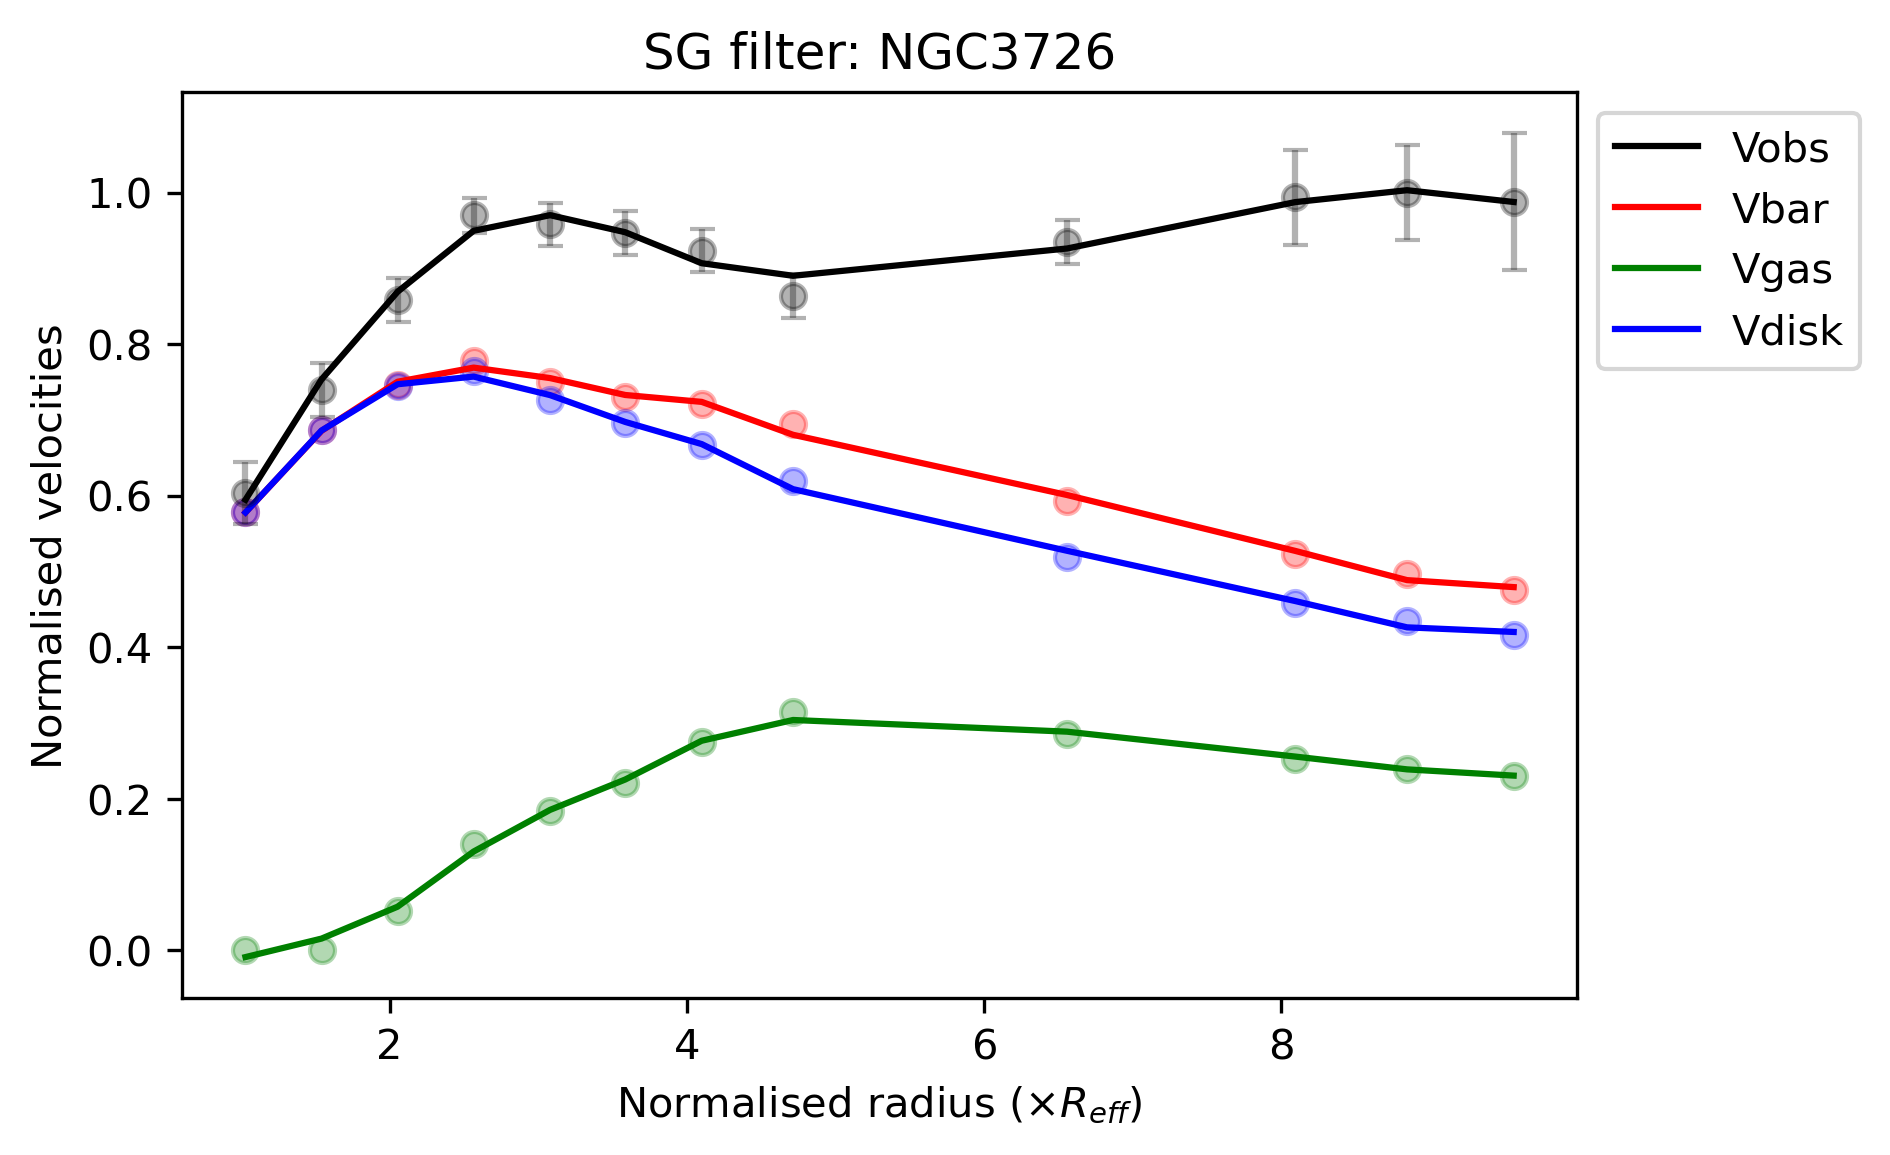 SG filter: NGC3726
Vobs
Vbar
Vgas
Vdisk
Normalised velocities
1.0
0.8
0.6
0.4
0.2
0.0
2 4 6 8
Normalised radius (×R_eff)